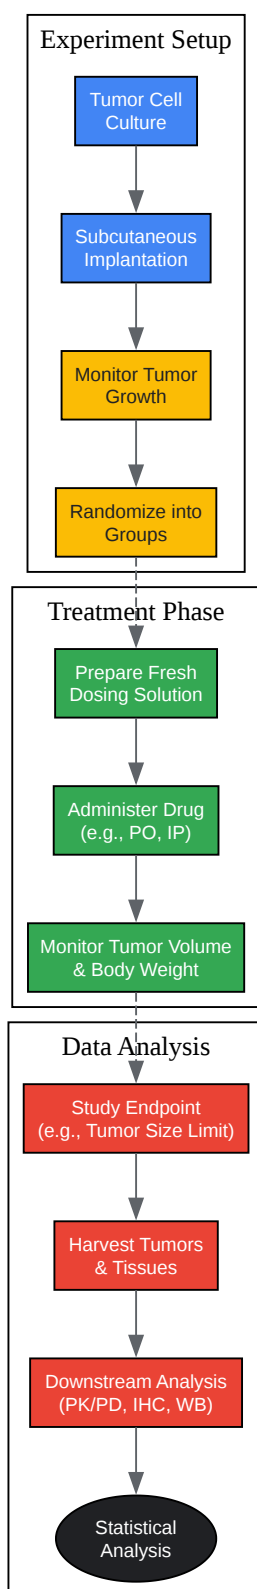 Experiment Setup
Tumor Cell
Culture
Subcutaneous
Implantation
Monitor Tumor
Growth
Randomize into
Groups
Treatment Phase
Prepare Fresh
Dosing Solution
Administer Drug
(e.g., PO, IP)
Monitor Tumor Volume
& Body Weight
Data Analysis
Study Endpoint
(e.g., Tumor Size Limit)
Harvest Tumors
& Tissues
Downstream Analysis
(PK/PD, IHC, WB)
Statistical
Analysis